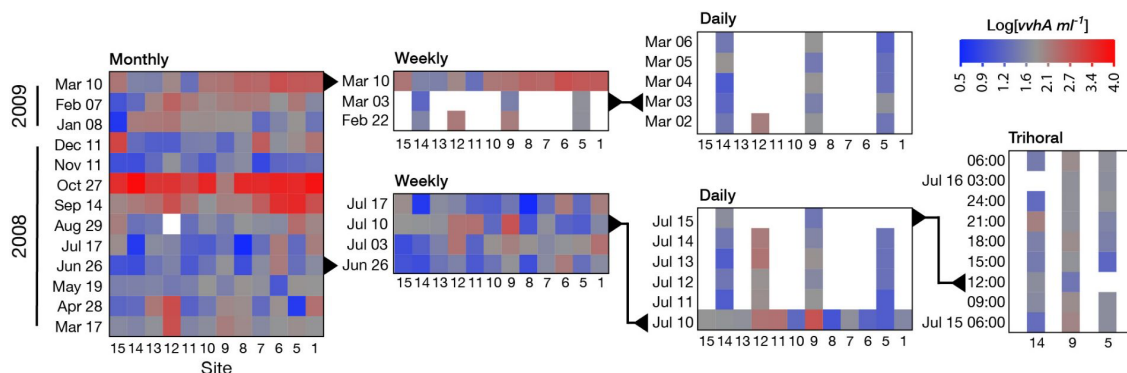 Monthly
Mar 10
Feb 07
Jan 08
Dec 11
Nov 11
Oct 27
Sep 14
Aug 29
Jul 17
Jun 26
May 19
Apr 28
Mar 17
2009
2008
15 14 13 12 11 10 9 8 7 6 5 1
Site
Weekly
Mar 10
Mar 03
Feb 22
15 14 13 12 11 10 9 8 7 6 5 1
Weekly
Jul 17
Jul 10
Jul 03
Jun 26
15 14 13 12 11 10 9 8 7 6 5 1
Daily
Mar 06
Mar 05
Mar 04
Mar 03
Mar 02
15 14 13 12 11 10 9 8 7 6 5 1
Daily
Jul 15
Jul 14
Jul 13
Jul 12
Jul 11
Jul 10
15 14 13 12 11 10 9 8 7 6 5 1
Log[vvhA ml-1]
0.5 0.9 1.2 1.6 2.1 2.7 3.4 4.0
Trihoral
06:00
Jul 16 03:00
24:00
21:00
18:00
15:00
12:00
09:00
Jul 15 06:00
14 9 5